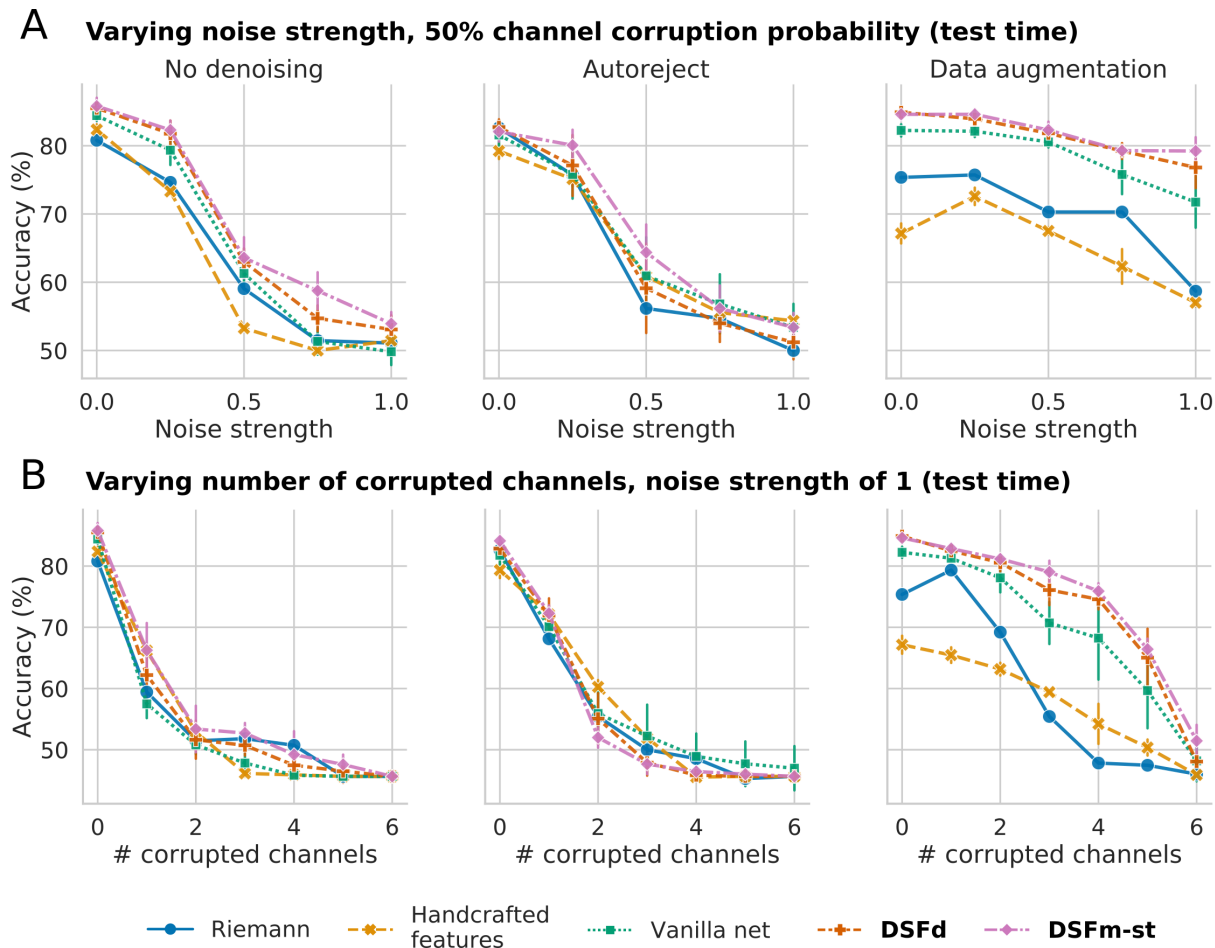 A
Varying noise strength, 50% channel corruption probability (test time)
No denoising
Autoreject
Data augmentation
Accuracy (%)
80
70
60
50
0.0 0.5 1.0
0.0 0.5 1.0
0.0 0.5 1.0
Noise strength
Noise strength
Noise strength
B
Varying number of corrupted channels, noise strength of 1 (test time)
Accuracy (%)
80
70
60
50
0 2 4 6
0 2 4 6
0 2 4 6
# corrupted channels
# corrupted channels
# corrupted channels
Riemann
Handcrafted
features
Vanilla net
DSFd
DSFm-st